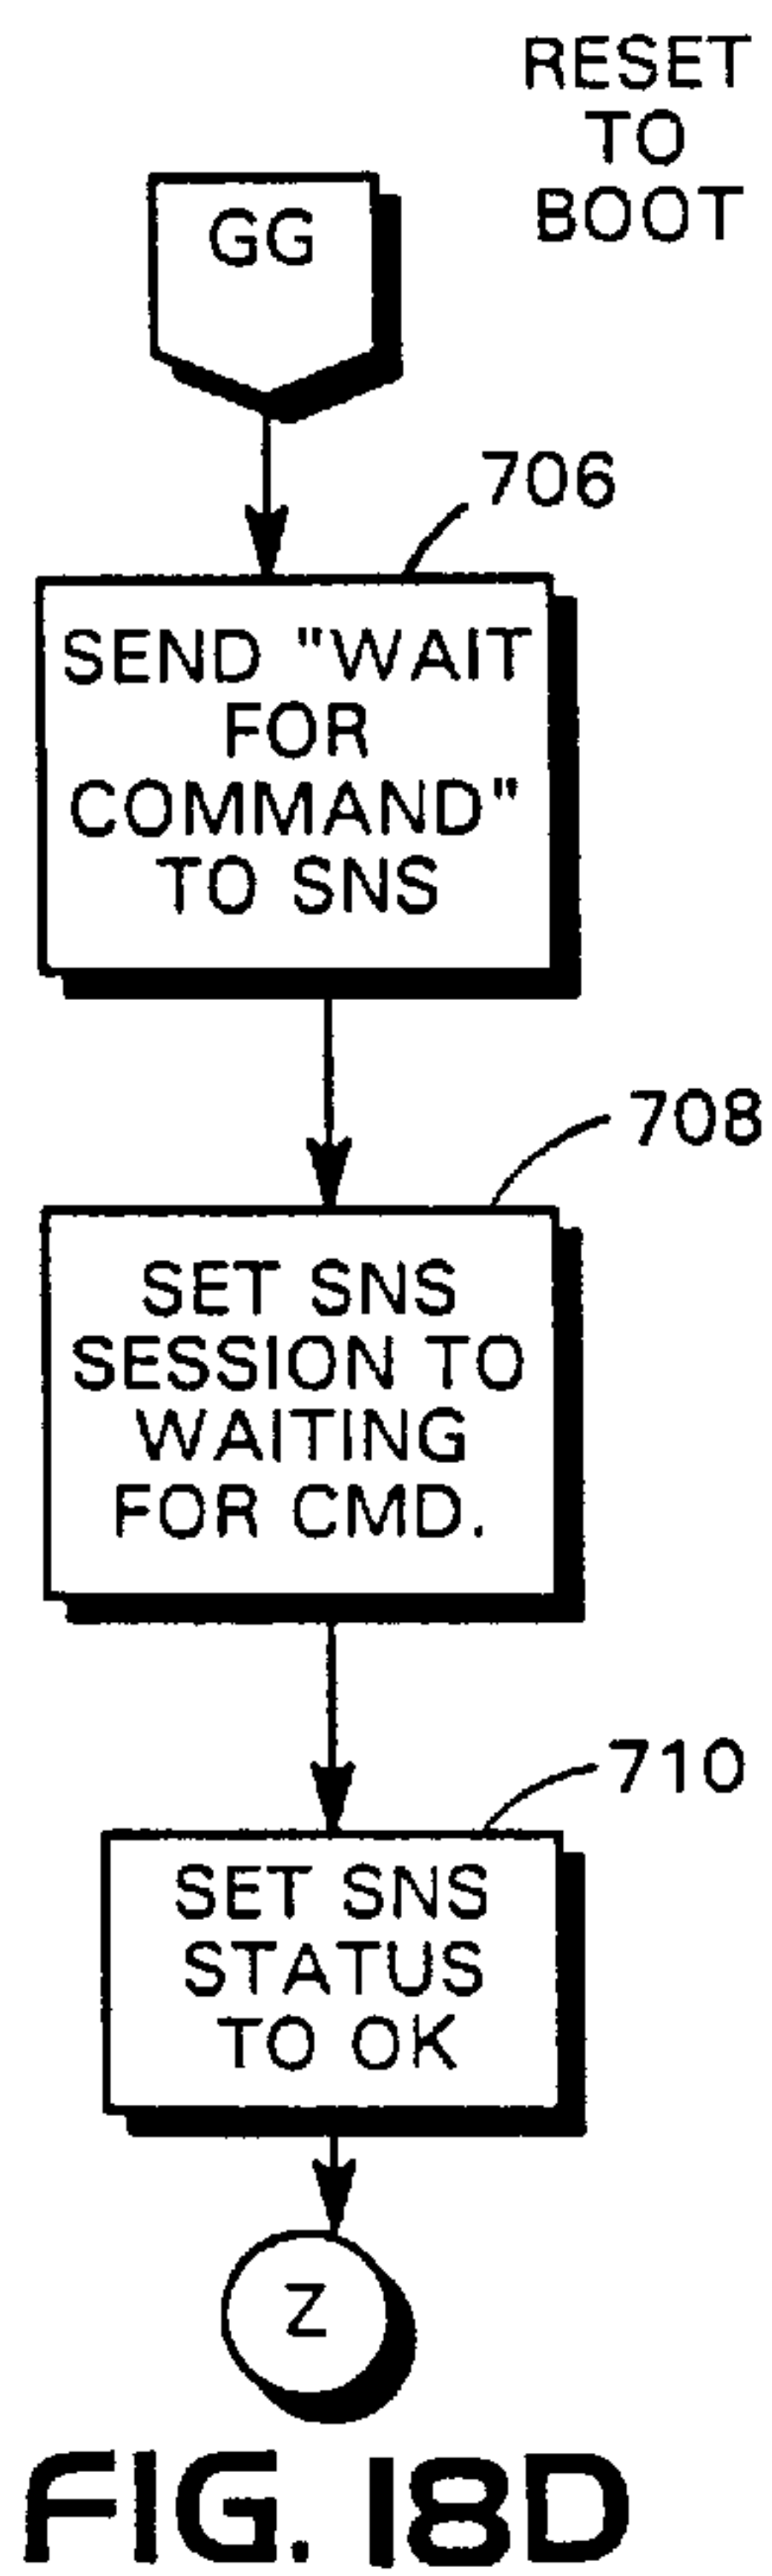 RESET
TO
BOOT
GG
706
SEND "WAIT
FOR
COMMAND"
TO SNS
708
SET SNS
SESSION TO
WAITING
FOR CMD.
710
SET SNS
STATUS
TO OK
Z
FIG. 18D